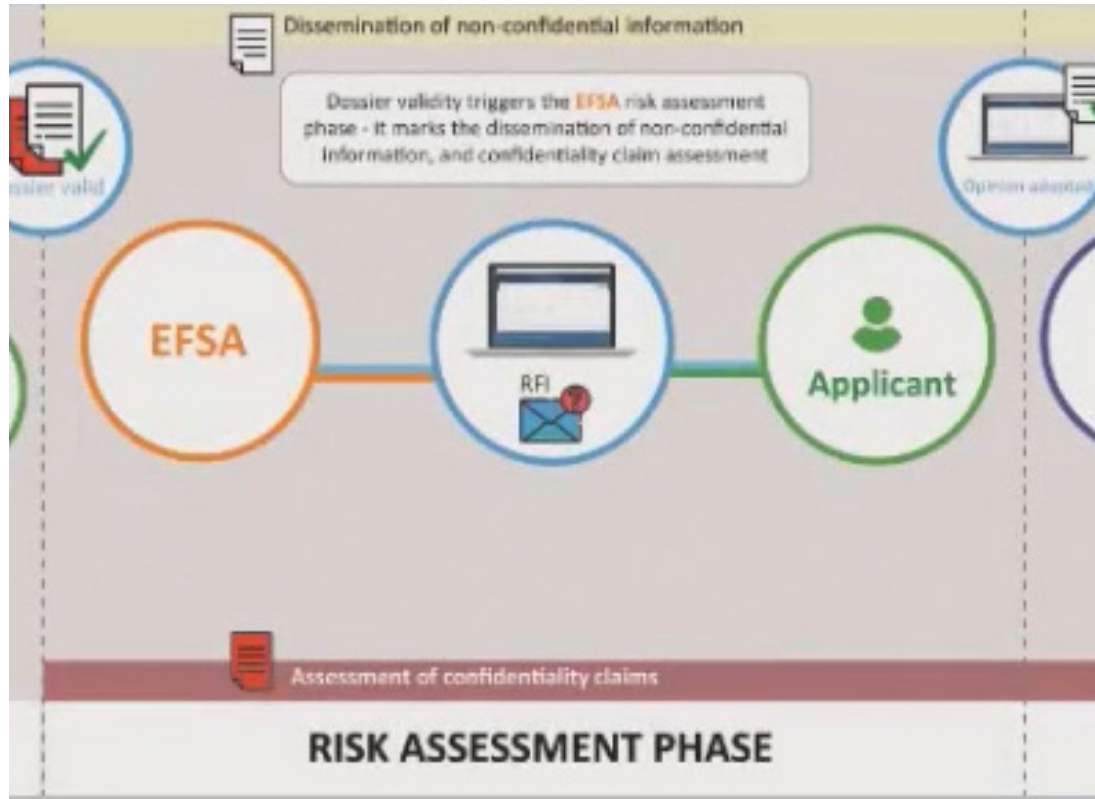 Dissemination of non-confidential information
Dossier validity triggers the EFSA risk assessment
phase - it marks the dissemination of non-confidential
information, and confidentiality claim assessment
valid
Opinion adopted
EFSA
RFI
?
Applicant
Assessment of confidentiality claims
RISK ASSESSMENT PHASE